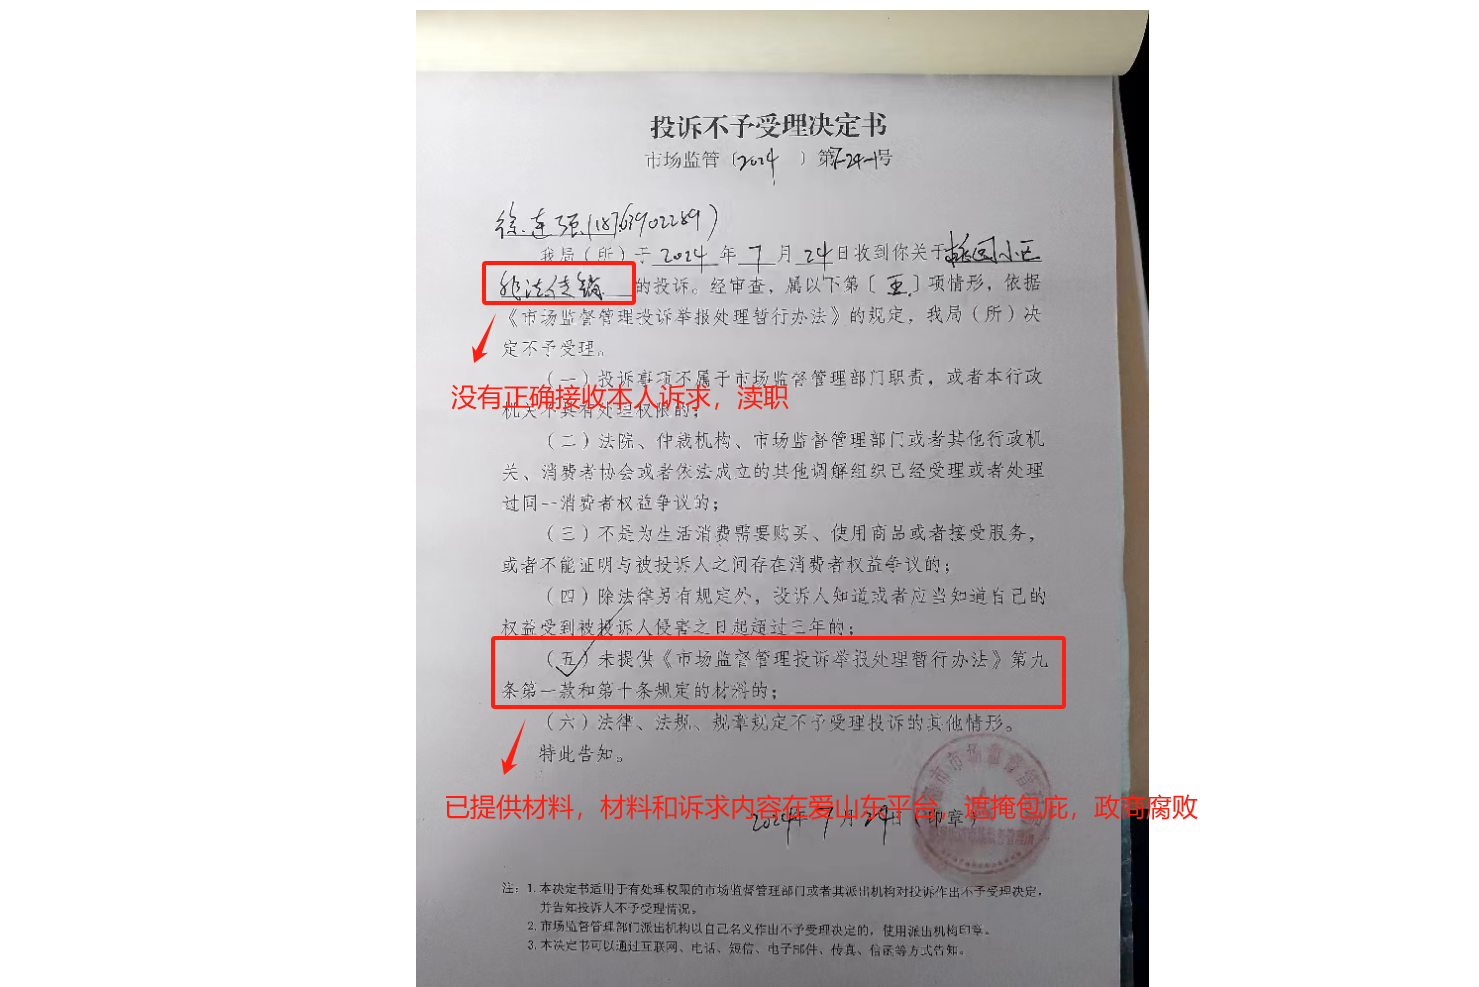 投诉不予受理决定书
市场监管〔2024 〕第7-24-1号
徐连强(18763902289)
我局（所）于 2024 年 7 月 24 日收到你关于桃园小区
非法传销 的投诉。经审查，属以下第〔 五 〕项情形，依据
《市场监督管理投诉举报处理暂行办法》的规定，我局（所）决
定不予受理。
（一）投诉事项不属于市场监督管理部门职责，或者本行政
没有正确接收本人诉求，渎职
机关不具有处理权限的；
（二）法院、仲裁机构、市场监督管理部门或者其他行政机
关、消费者协会或者依法成立的其他调解组织已经受理或者处理
过同一消费者权益争议的；
（三）不是为生活消费需要购买、使用商品或者接受服务，
或者不能证明与被投诉人之间存在消费者权益争议的；
（四）除法律另有规定外，投诉人知道或者应当知道自己的
权益受到被投诉人侵害之日起超过三年的；
（五）未提供《市场监督管理投诉举报处理暂行办法》第九
条第一款和第十条规定的材料的；
（六）法律、法规、规章规定不予受理投诉的其他情形。
特此告知。
已提供材料，材料和诉求内容在爱山东平台，遮掩包庇，政商腐败
2024年 7 月 29日（印章）
注：1. 本决定书适用于有处理权限的市场监督管理部门或者其派出机构对投诉作出不予受理决定，
并告知投诉人不予受理情况。
2. 市场监督管理部门派出机构以自己名义作出不予受理决定的，使用派出机构印章。
3. 本决定书可以通过互联网、电话、短信、电子邮件、传真、信函等方式告知。